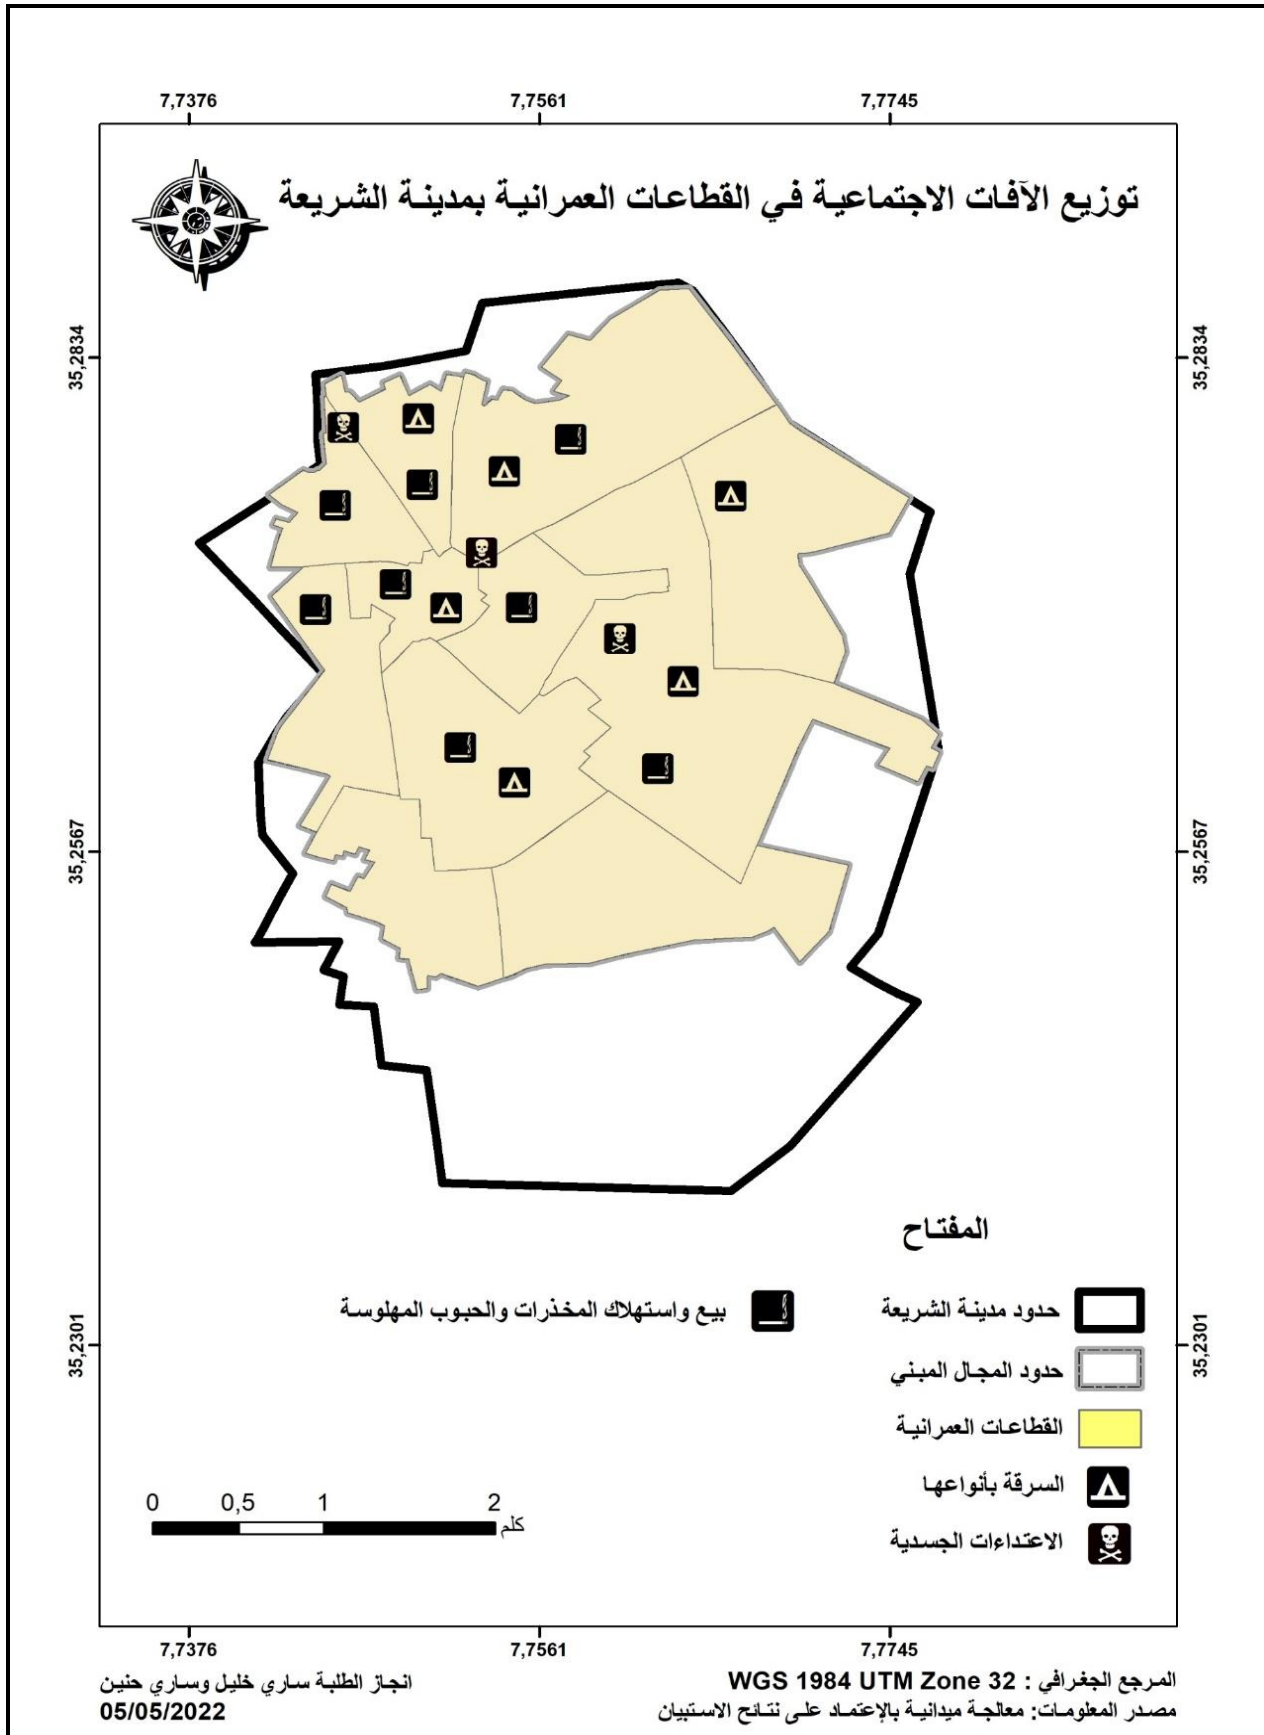 7,7376 7,7561 7,7745
توزيع الآفات الاجتماعية في القطاعات العمرانية بمدينة الشريعة
35,2834 35,2834
35,2567 35,2567
35,2301 35,2301
المفتاح
حدود مدينة الشريعة
حدود المجال المبني
القطاعات العمرانية
السرقة بأنواعها
الاعتداءات الجسدية
بيع واستهلاك المخذرات والحبوب المهلوسة
0 0,5 1 2
كلم
7,7376 7,7561 7,7745
المرجع الجغرافي : WGS 1984 UTM Zone 32
مصدر المعلومات: معالجة ميدانية بالإعتماد على نتائج الاستبيان
انجاز الطلبة ساري خليل وساري حنين
05/05/2022